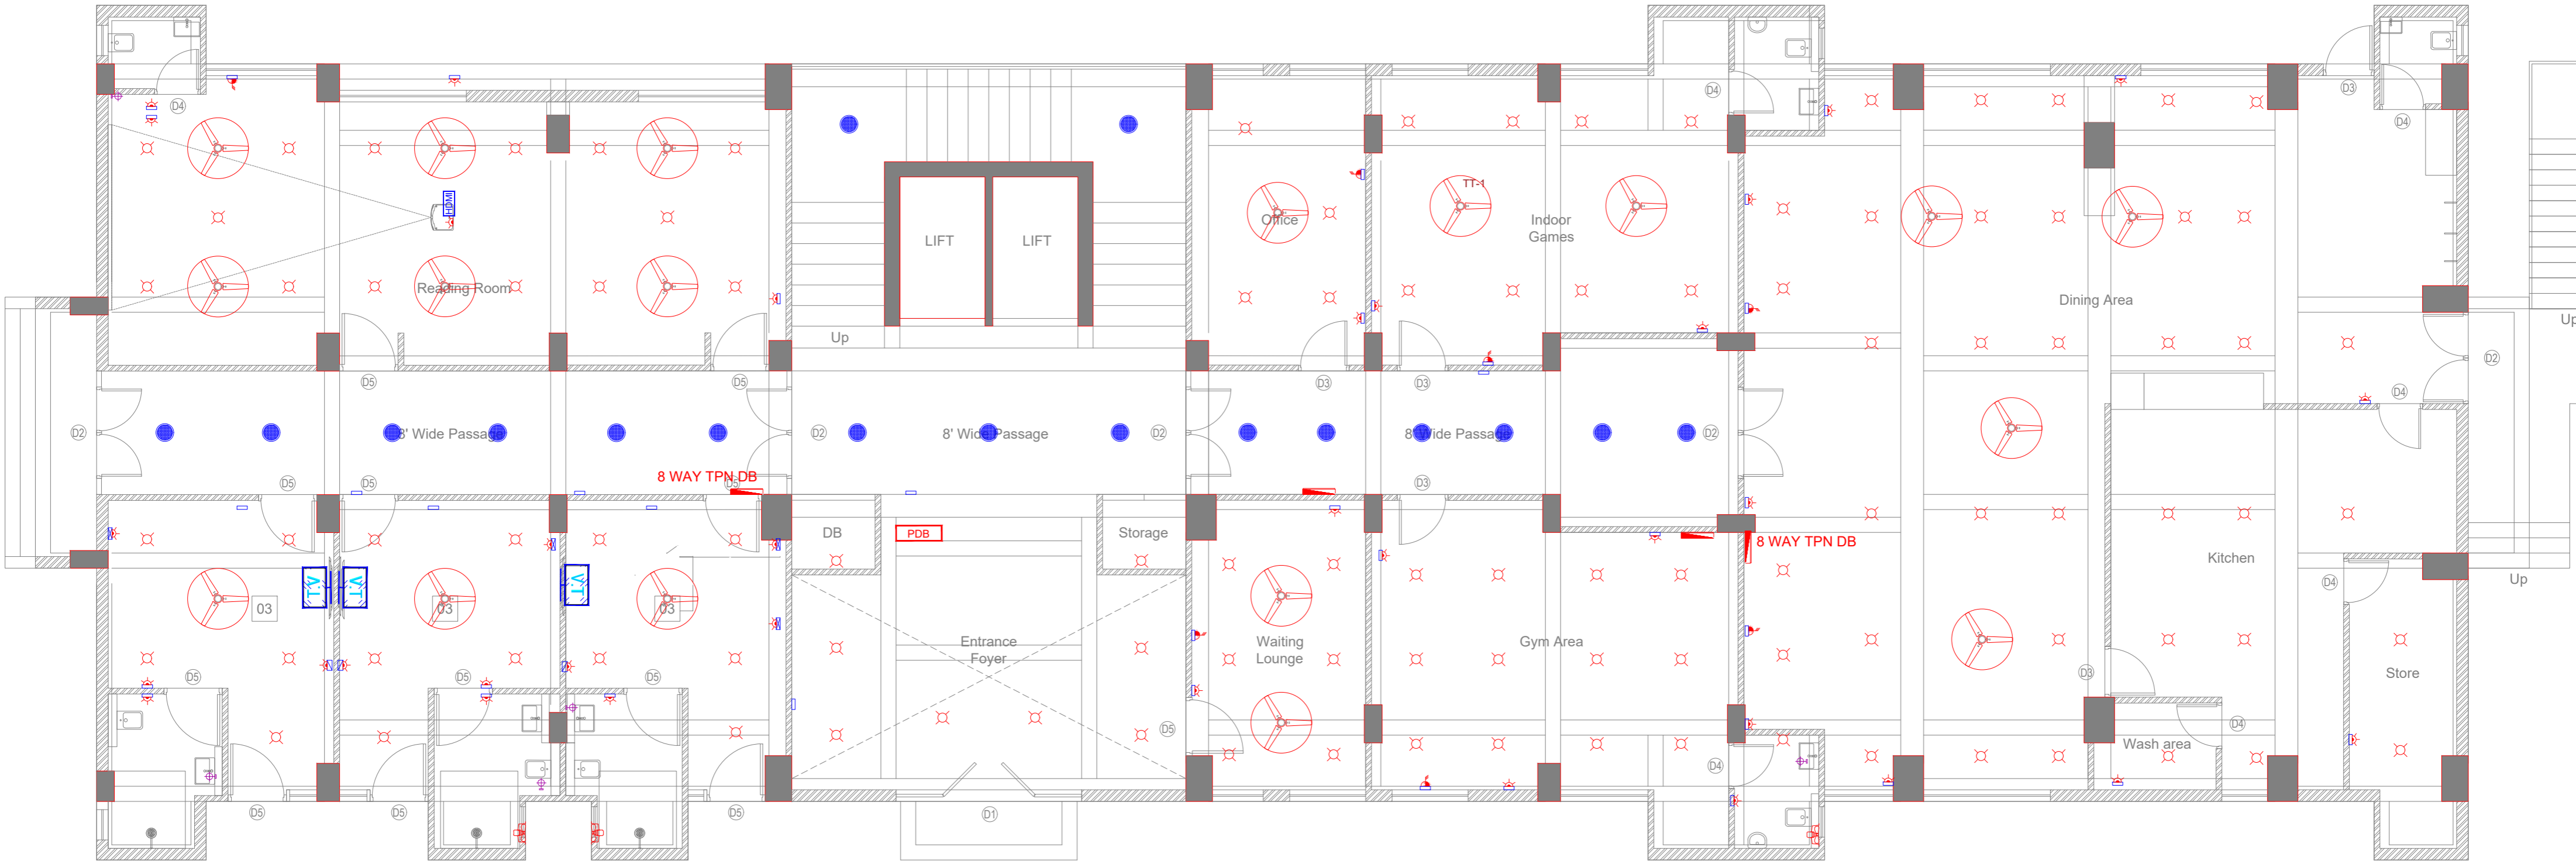 D4
D4
D3
D4
HDMI
TT-1
Office
Indoor
Games
LIFT
LIFT
Reading Room
Dining Area
Up
Up
D5
D5
D3
D3
D2
D4
D2
8' Wide Passage
D2
8' Wide Passage
D2
8' Wide Passage
D2
8 WAY TPN DB
D5
D5
D5
D3
DB
PDB
Storage
8 WAY TPN DB
Kitchen
V.T
V.T
V.T
D4
Up
03
03
03
Entrance
Foyer
Waiting
Lounge
Gym Area
D5
D5
D5
D3
Store
D5
D4
Wash area
D4
D5
D5
D5
D1